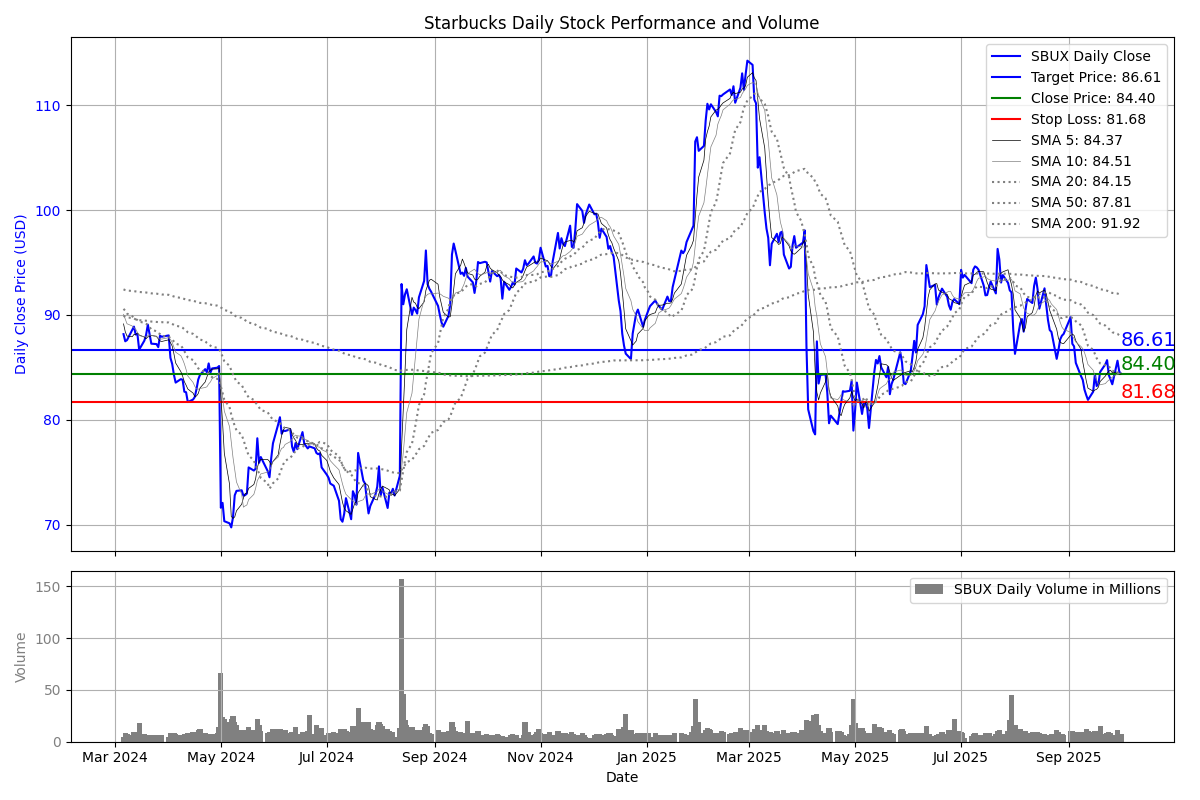 Starbucks Daily Stock Performance and Volume
Daily Close Price (USD)
110
100
90
80
70
SBUX Daily Close
Target Price: 86.61
Close Price: 84.40
Stop Loss: 81.68
SMA 5: 84.37
SMA 10: 84.51
SMA 20: 84.15
SMA 50: 87.81
SMA 200: 91.92
86.61
84.40
81.68
Volume
150
100
50
0
SBUX Daily Volume in Millions
Mar 2024 May 2024 Jul 2024 Sep 2024 Nov 2024 Jan 2025 Mar 2025 May 2025 Jul 2025 Sep 2025
Date